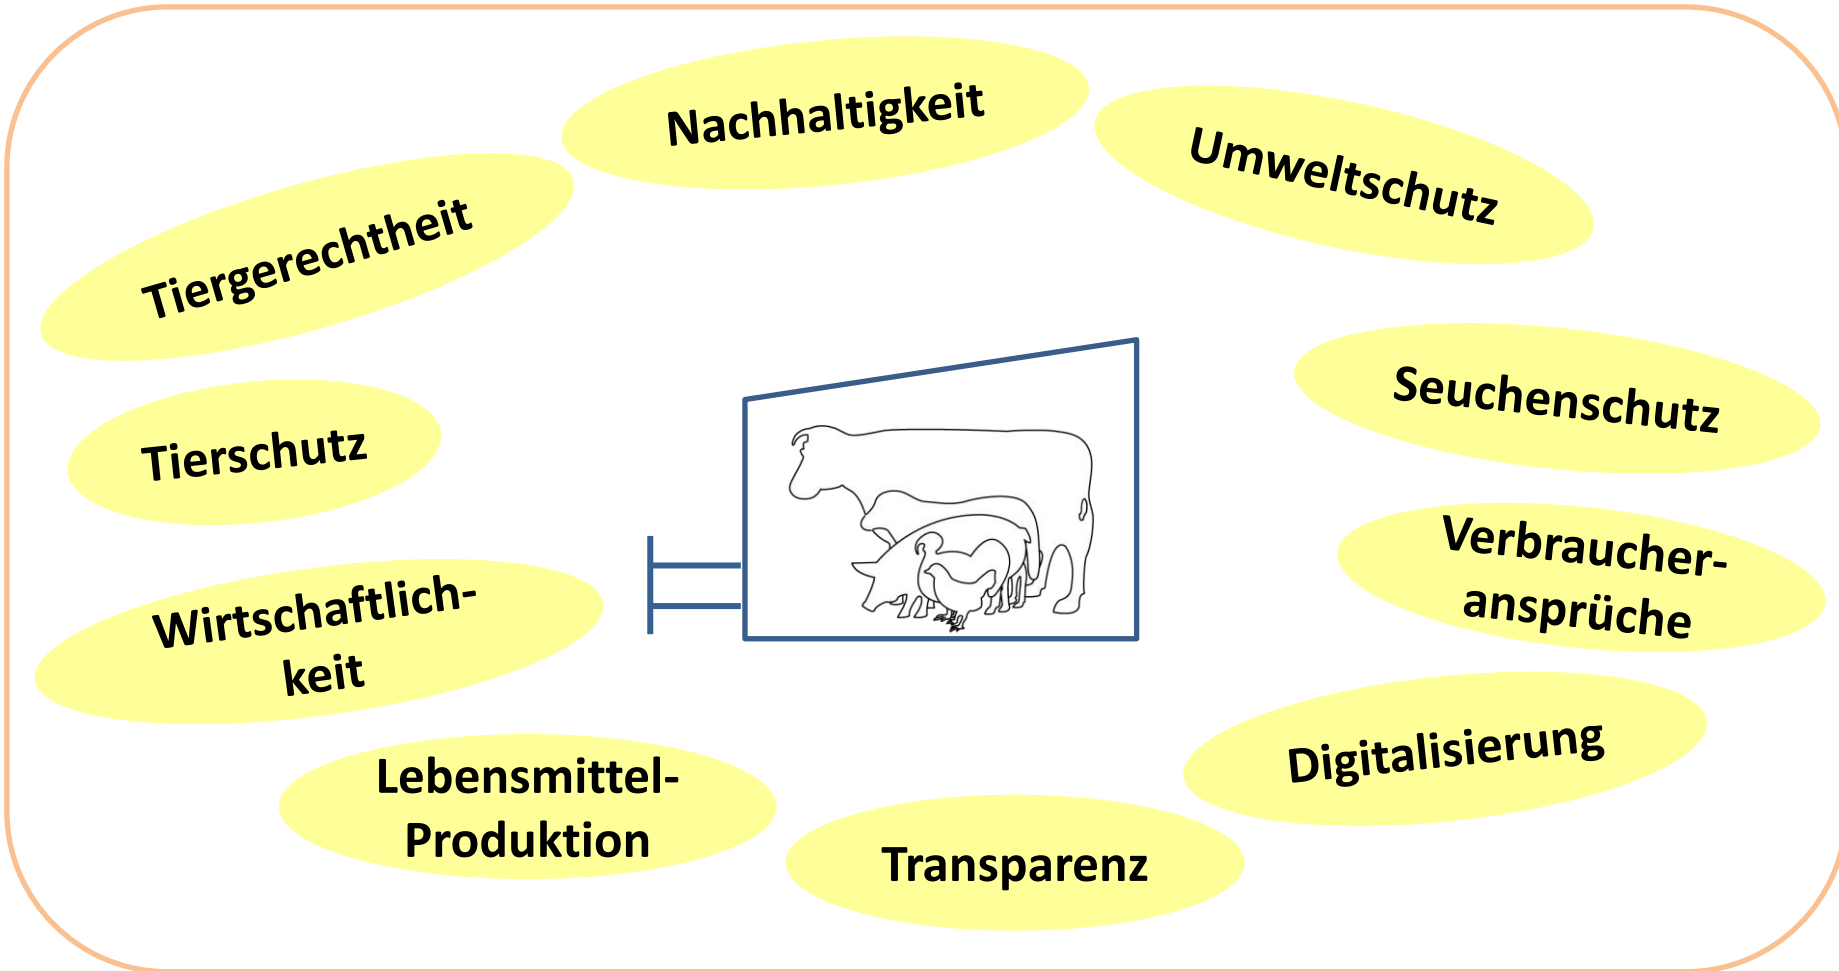 Nachhaltigkeit
Umweltschutz
Tiergerechtheit
Seuchenschutz
Tierschutz
Verbraucher-
ansprüche
Wirtschaftlich-
keit
Digitalisierung
Lebensmittel-
Produktion
Transparenz